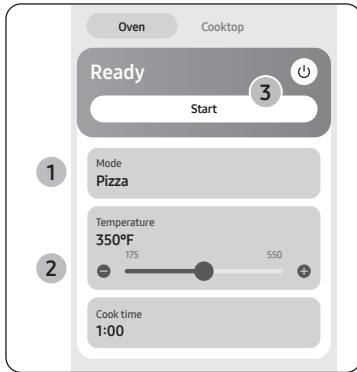 Oven Cooktop
Ready
3
Start
1
Mode
Pizza
Temperature
350°F
175 550
2
Cook time
1:00